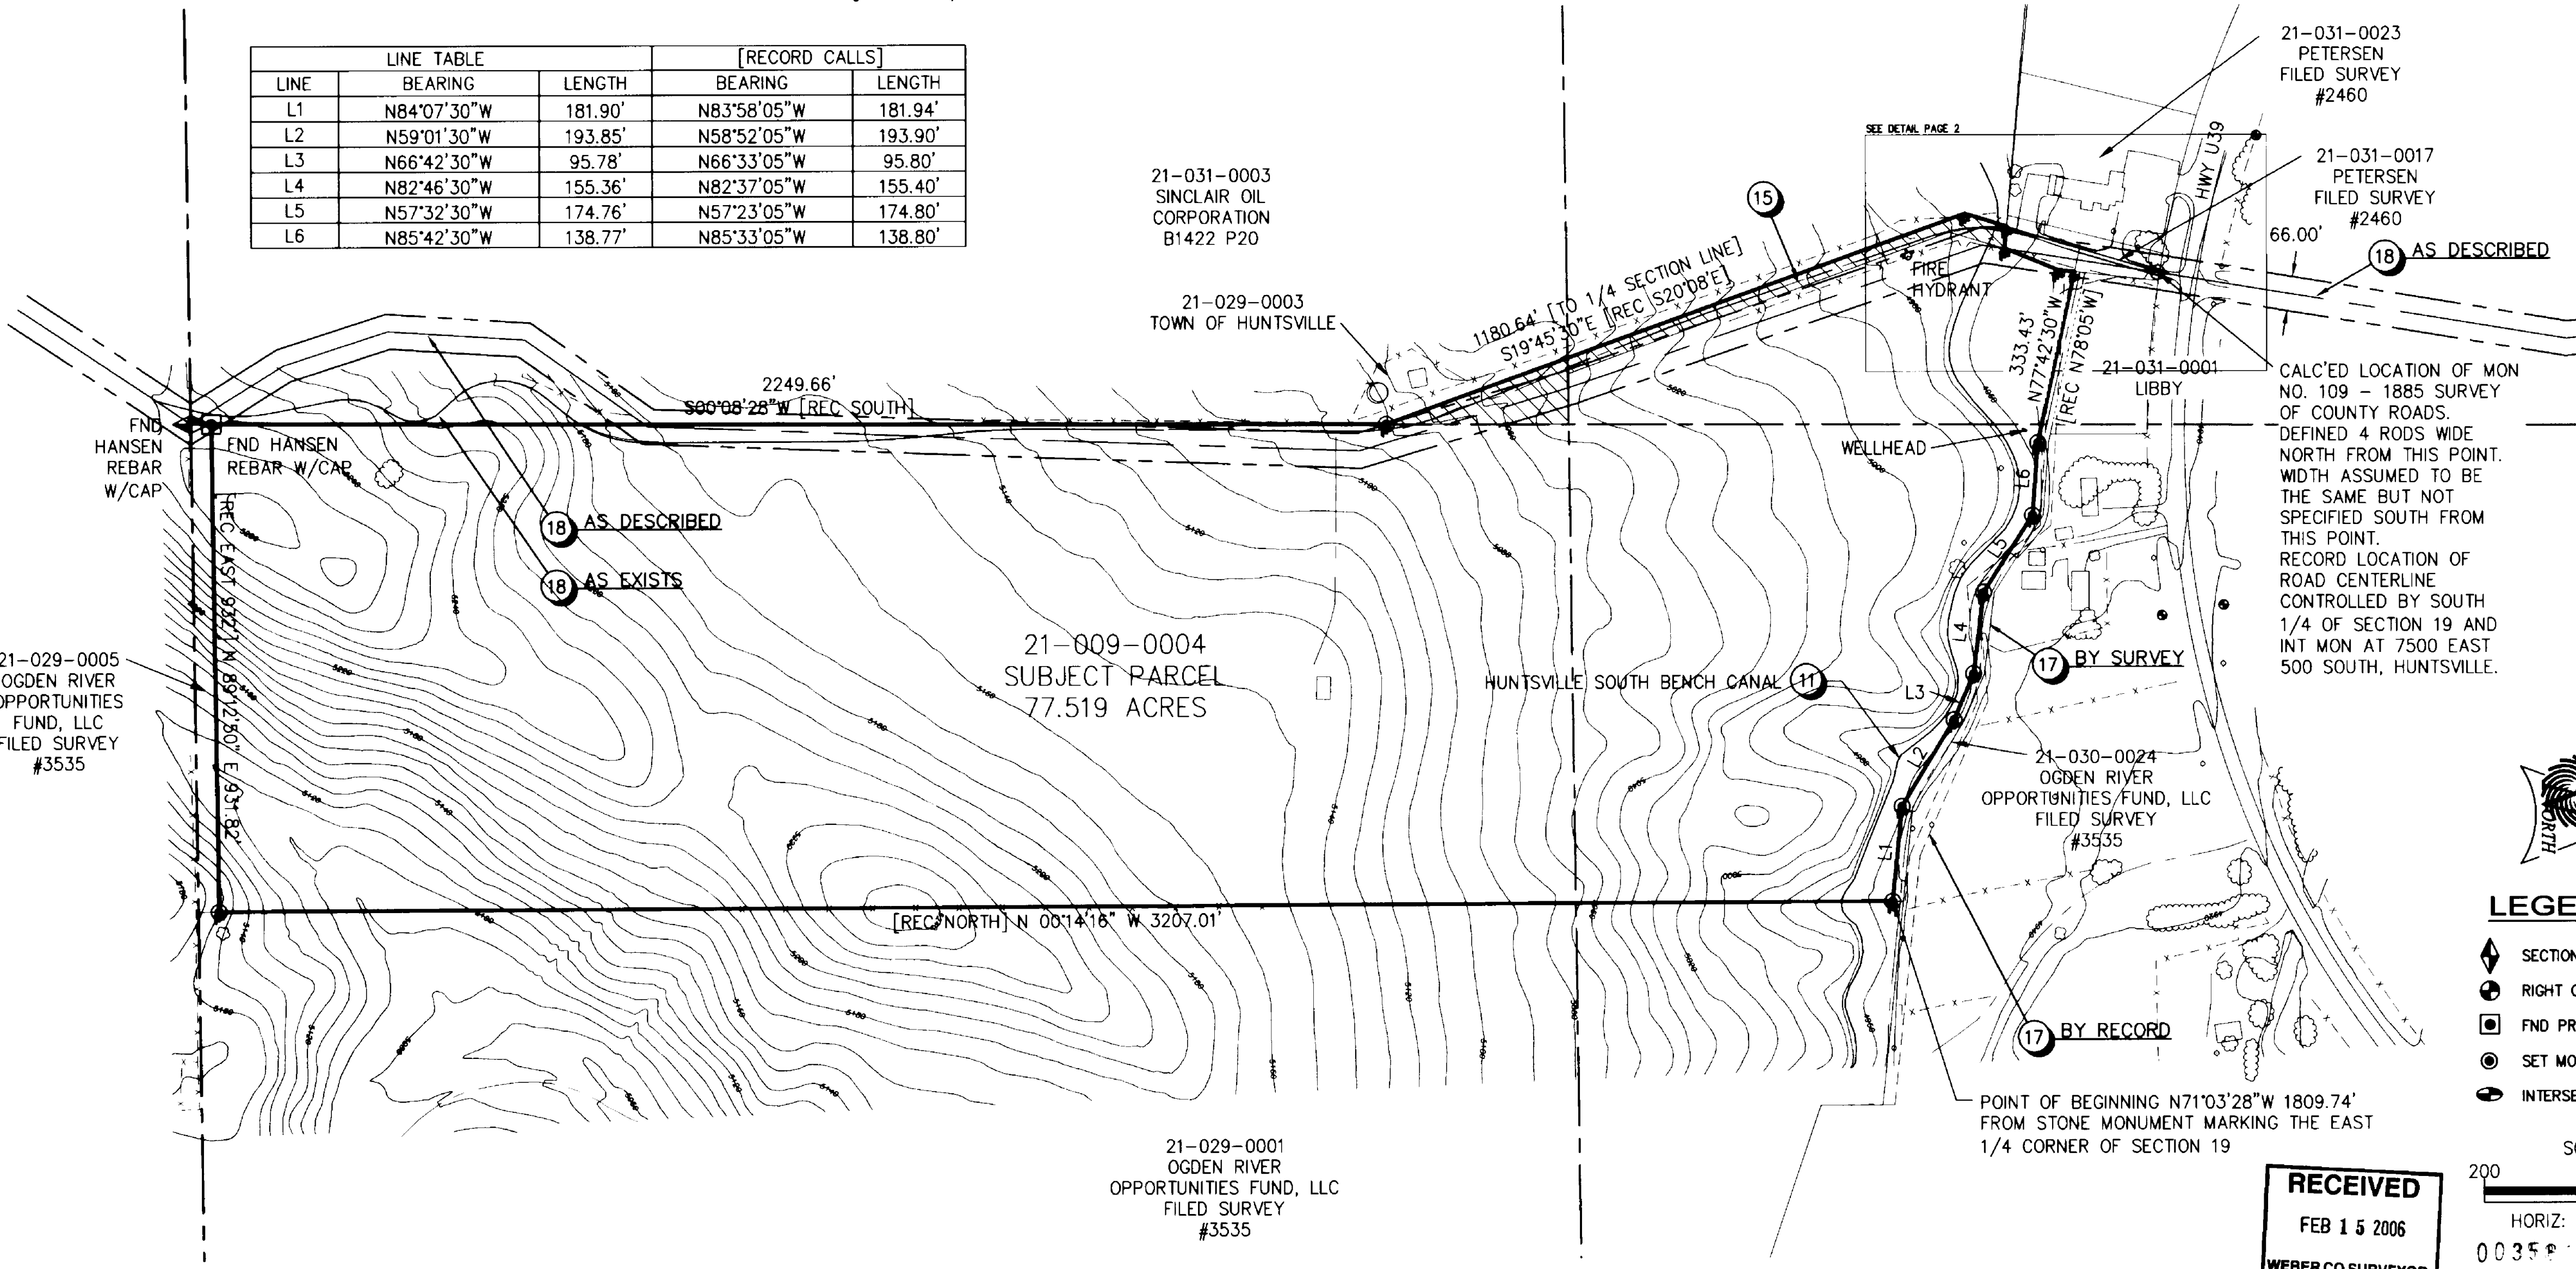 LINE TABLE [RECORD CALLS]
LINE BEARING LENGTH BEARING LENGTH
L1 N84°07'30"W 181.90' N83°58'05"W 181.94'
L2 N59°01'30"W 193.85' N58°52'05"W 193.90'
L3 N66°42'30"W 95.78' N66°33'05"W 95.80'
L4 N82°46'30"W 155.36' N82°37'05"W 155.40'
L5 N57°32'30"W 174.76' N57°23'05"W 174.80'
L6 N85°42'30"W 138.77' N85°33'05"W 138.80'
21-031-0003
SINCLAIR OIL
CORPORATION
B1422 P20
21-029-0003
TOWN OF HUNTSVILLE
15
1180.64' [TO 1/4 SECTION LINE]
S19°45'30"E [REC S20°08'E]
SEE DETAIL PAGE 2
21-031-0023
PETERSEN
FILED SURVEY
#2460
HWY U39
21-031-0017
PETERSEN
FILED SURVEY
#2460
66.00'
18 AS DESCRIBED
FIRE
HYDRANT
333.43'
N77°42'30"W
[REC N78°05'W]
21-031-0001
LIBBY
CALC'ED LOCATION OF MON
NO. 109 - 1885 SURVEY
OF COUNTY ROADS.
DEFINED 4 RODS WIDE
NORTH FROM THIS POINT.
WIDTH ASSUMED TO BE
THE SAME BUT NOT
SPECIFIED SOUTH FROM
THIS POINT.
RECORD LOCATION OF
ROAD CENTERLINE
CONTROLLED BY SOUTH
1/4 OF SECTION 19 AND
INT MON AT 7500 EAST
500 SOUTH, HUNTSVILLE.
2249.66'
S00°08'28"W [REC SOUTH]
FND
HANSEN
REBAR
W/CAP
FND HANSEN
REBAR W/CAP
18 AS DESCRIBED
18 AS EXISTS
[REC EAST 932'] N 89°12'50" E 931.82'
21-029-0005
OGDEN RIVER
OPPORTUNITIES
FUND, LLC
FILED SURVEY
#3535
21-009-0004
SUBJECT PARCEL
77.519 ACRES
WELLHEAD
L6
L5
L4
L3
L2
L1
17 BY SURVEY
HUNTSVILLE SOUTH BENCH CANAL 11
21-030-0024
OGDEN RIVER
OPPORTUNITIES FUND, LLC
FILED SURVEY
#3535
[REC NORTH] N 00°14'16" W 3207.01'
17 BY RECORD
POINT OF BEGINNING N71°03'28"W 1809.74'
FROM STONE MONUMENT MARKING THE EAST
1/4 CORNER OF SECTION 19
21-029-0001
OGDEN RIVER
OPPORTUNITIES FUND, LLC
FILED SURVEY
#3535
NORTH
LEGE
SECTION
RIGHT O
FND PR
SET MO
INTERSE
200
HORIZ:
RECEIVED
FEB 15 2006
WEBER CO SURVEYOR